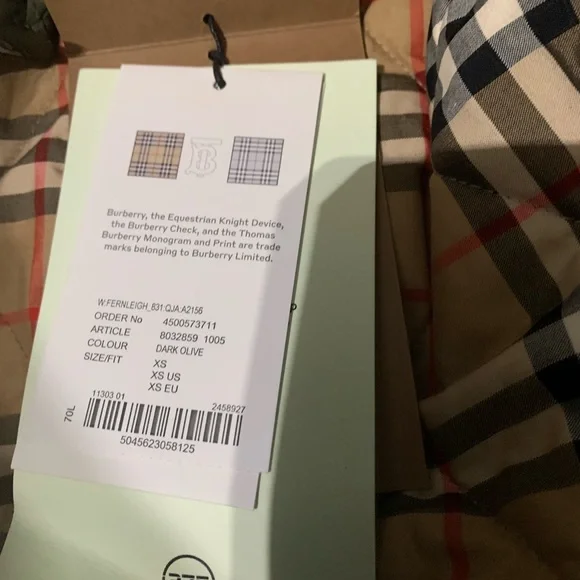 Burberry, the Equestrian Knight Device,
the Burberry Check, and the Thomas
Burberry Monogram and Print are trade
marks belonging to Burberry Limited.
W.FERNLEIGH_831:QJA:A2156
ORDER No 4500573711
ARTICLE 8032859 1005
COLOUR DARK OLIVE
SIZE/FIT XS
XS US
XS EU
11303 01 2458927
70L
5045623058125